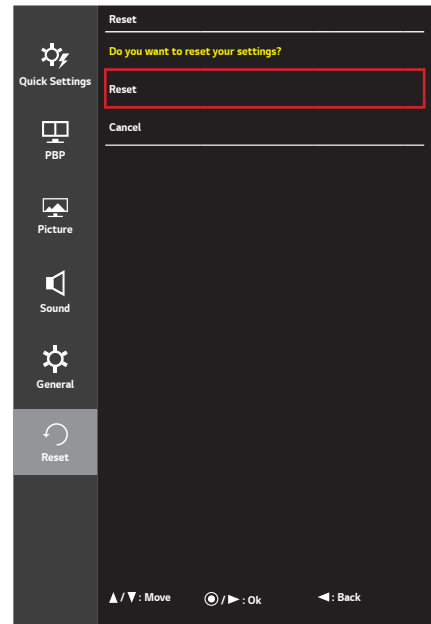 Reset
Do you want to reset your settings?
Reset
Cancel
Quick Settings
PBP
Picture
Sound
General
Reset
▲/▼: Move
◉/►: Ok
◄: Back